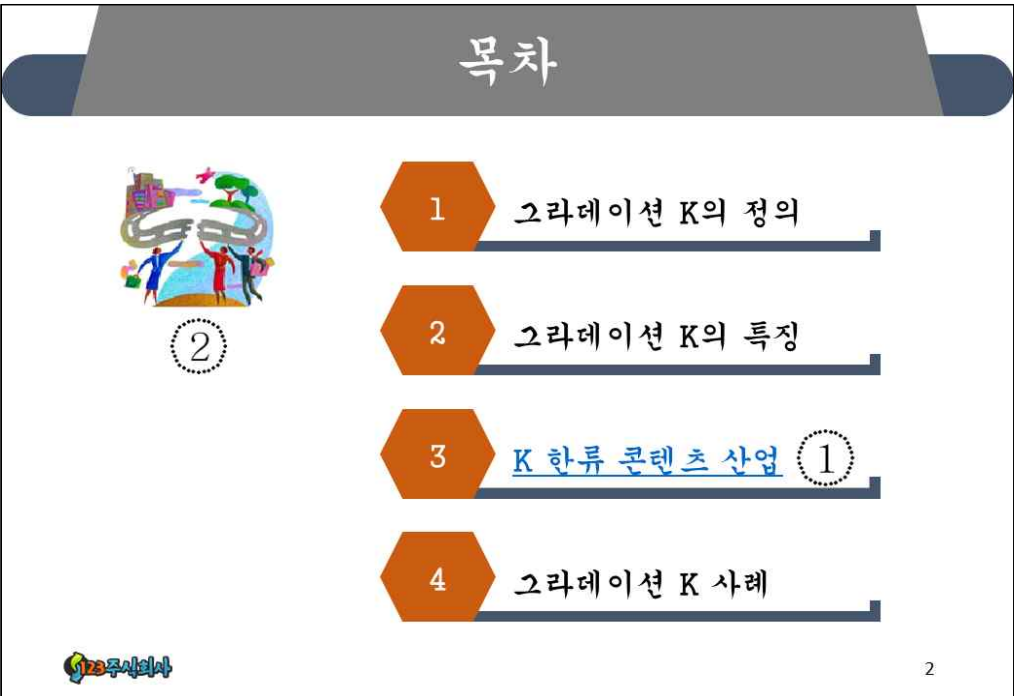 목차
1 그라데이션 K의 정의
2 그라데이션 K의 특징
②
3 K 한류 콘텐츠 산업 ①
4 그라데이션 K 사례
123주식회사
2